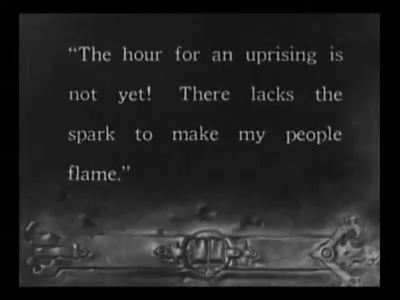 “The hour for an uprising is
not yet! There lacks the
spark to make my people
flame.”